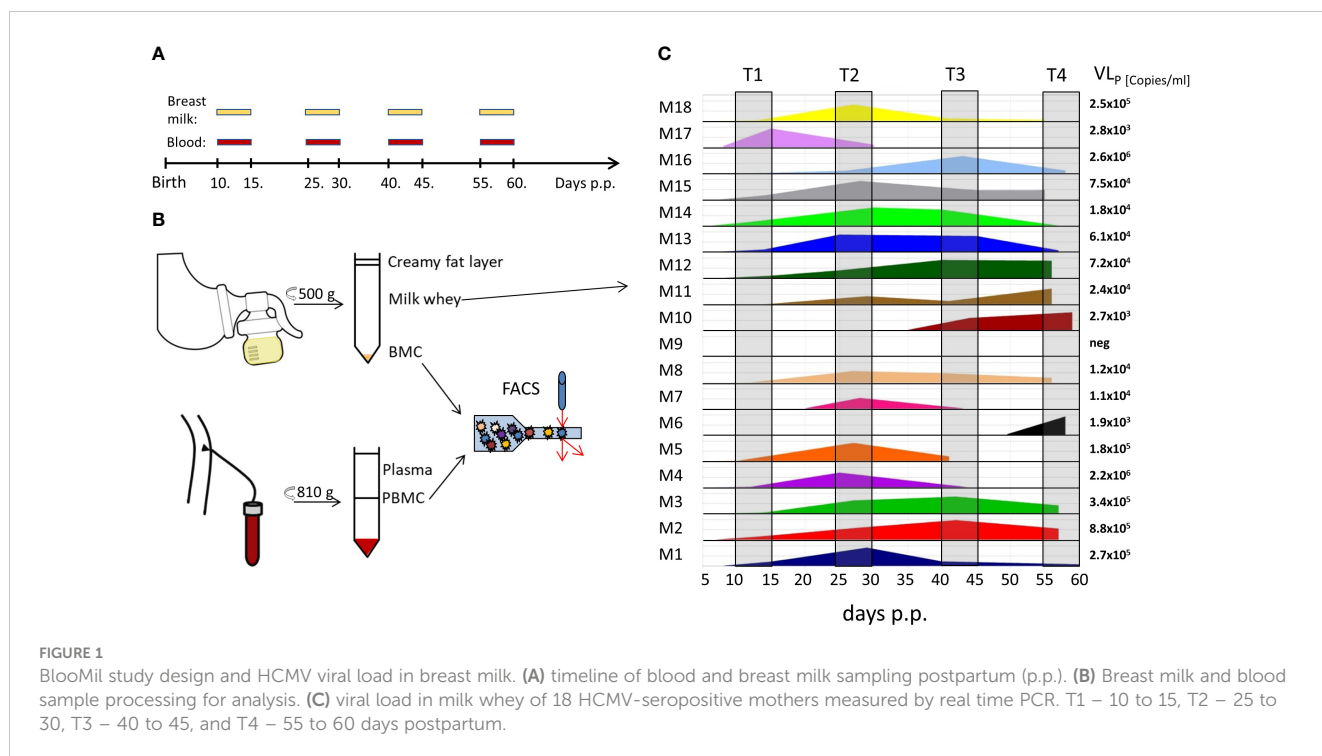 A
Breast
milk:
Blood:
Birth 10. 15. 25. 30. 40. 45. 55. 60. Days p.p.
B
500 g
Creamy fat layer
Milk whey
BMC
FACS
810 g
Plasma
PBMC
C
T1 T2 T3 T4 VLP [Copies/ml]
M18 2.5x10⁵
M17 2.8x10³
M16 2.6x10⁶
M15 7.5x10⁴
M14 1.8x10⁴
M13 6.1x10⁴
M12 7.2x10⁴
M11 2.4x10⁴
M10 2.7x10³
M9 neg
M8 1.2x10⁴
M7 1.1x10⁴
M6 1.9x10³
M5 1.8x10⁵
M4 2.2x10⁶
M3 3.4x10⁵
M2 8.8x10⁵
M1 2.7x10⁵
5 10 15 20 25 30 35 40 45 50 55 60
days p.p.
FIGURE 1
BlooMil study design and HCMV viral load in breast milk. (A) timeline of blood and breast milk sampling postpartum (p.p.). (B) Breast milk and blood
sample processing for analysis. (C) viral load in milk whey of 18 HCMV-seropositive mothers measured by real time PCR. T1 – 10 to 15, T2 – 25 to
30, T3 – 40 to 45, and T4 – 55 to 60 days postpartum.